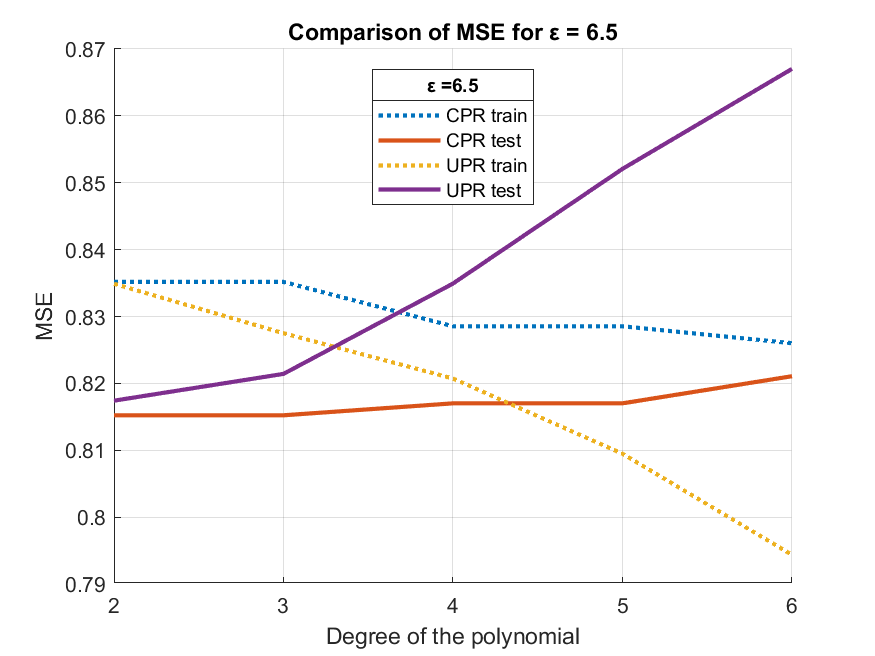 Comparison of MSE for ε = 6.5
0.87
0.86
0.85
0.84
0.83
0.82
0.81
0.8
0.79
MSE
ε =6.5
CPR train
CPR test
UPR train
UPR test
2 3 4 5 6
Degree of the polynomial